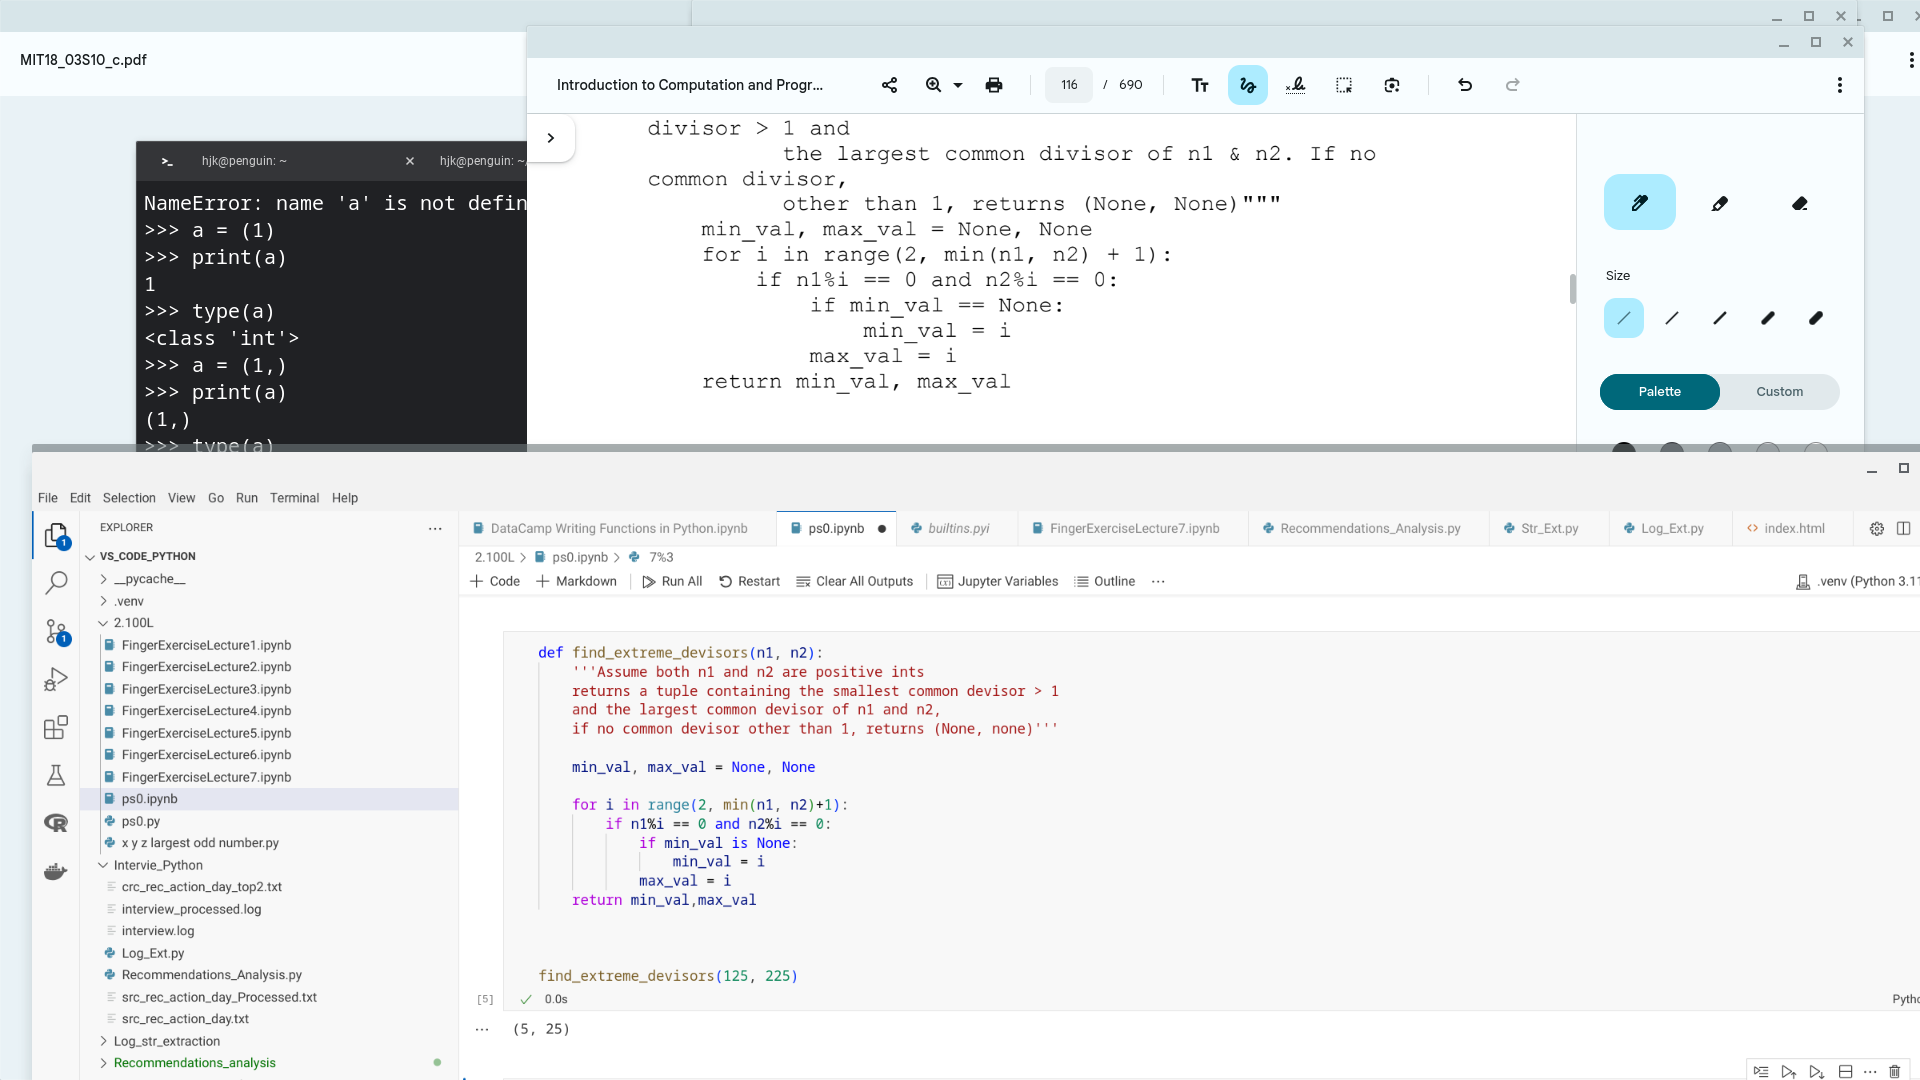 MIT18_03S10_c.pdf
Introduction to Computation and Progr...
116 / 690
divisor > 1 and
the largest common divisor of n1 & n2. If no
common divisor,
other than 1, returns (None, None)"""
min_val, max_val = None, None
for i in range(2, min(n1, n2) + 1):
if n1%i == 0 and n2%i == 0:
if min_val == None:
min_val = i
max_val = i
return min_val, max_val
Size
Palette
Custom
hjk@penguin: ~
hjk@penguin: ~/
NameError: name 'a' is not defin
>>> a = (1)
>>> print(a)
1
>>> type(a)
<class 'int'>
>>> a = (1,)
>>> print(a)
(1,)
>>> type(a)
File Edit Selection View Go Run Terminal Help
EXPLORER
VS_CODE_PYTHON
__pycache__
.venv
2.100L
FingerExerciseLecture1.ipynb
FingerExerciseLecture2.ipynb
FingerExerciseLecture3.ipynb
FingerExerciseLecture4.ipynb
FingerExerciseLecture5.ipynb
FingerExerciseLecture6.ipynb
FingerExerciseLecture7.ipynb
ps0.ipynb
ps0.py
x y z largest odd number.py
Intervie_Python
crc_rec_action_day_top2.txt
interview_processed.log
interview.log
Log_Ext.py
Recommendations_Analysis.py
src_rec_action_day_Processed.txt
src_rec_action_day.txt
Log_str_extraction
Recommendations_analysis
1
1
DataCamp Writing Functions in Python.ipynb
ps0.ipynb
builtins.pyi
FingerExerciseLecture7.ipynb
Recommendations_Analysis.py
Str_Ext.py
Log_Ext.py
index.html
2.100L > ps0.ipynb > 7%3
+ Code + Markdown Run All Restart Clear All Outputs Jupyter Variables Outline ...
.venv (Python 3.11
def find_extreme_devisors(n1, n2):
'''Assume both n1 and n2 are positive ints
returns a tuple containing the smallest common devisor > 1
and the largest common devisor of n1 and n2,
if no common devisor other than 1, returns (None, none)'''
min_val, max_val = None, None
for i in range(2, min(n1, n2)+1):
if n1%i == 0 and n2%i == 0:
if min_val is None:
min_val = i
max_val = i
return min_val,max_val
find_extreme_devisors(125, 225)
[5]
0.0s
Pytho
(5, 25)